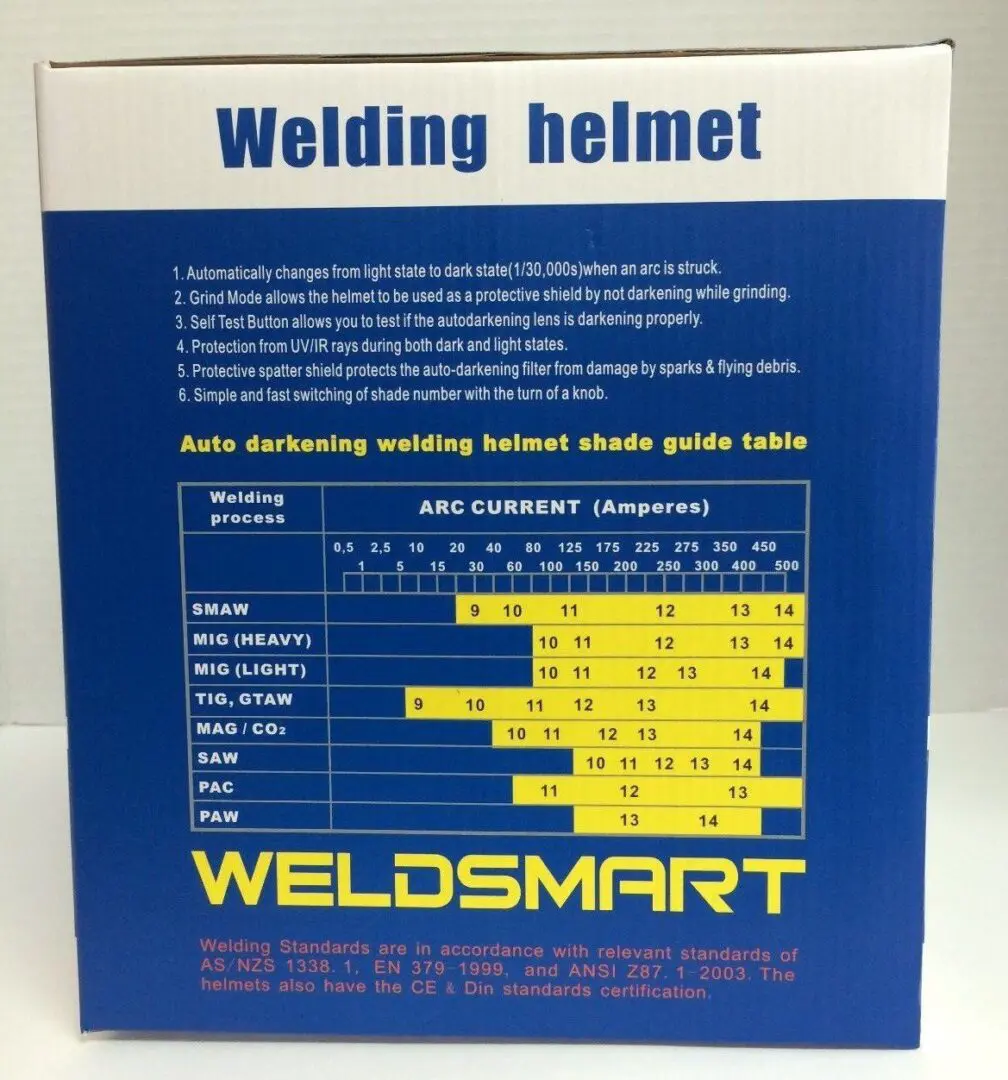 Welding helmet
1. Automatically changes from light state to dark state(1/30,000s)when an arc is struck.
2. Grind Mode allows the helmet to be used as a protective shield by not darkening while grinding.
3. Self Test Button allows you to test if the autodarkening lens is darkening properly.
4. Protection from UV/IR rays during both dark and light states.
5. Protective spatter shield protects the auto-darkening filter from damage by sparks & flying debris.
6. Simple and fast switching of shade number with the turn of a knob.
Auto darkening welding helmet shade guide table
Welding process
ARC CURRENT (Amperes)
0,5 2,5 10 20 40 80 125 175 225 275 350 450
1 5 15 30 60 100 150 200 250 300 400 500
SMAW 9 10 11 12 13 14
MIG (HEAVY) 10 11 12 13 14
MIG (LIGHT) 10 11 12 13 14
TIG, GTAW 9 10 11 12 13 14
MAG / CO₂ 10 11 12 13 14
SAW 10 11 12 13 14
PAC 11 12 13
PAW 13 14
WELDSMART
Welding Standards are in accordance with relevant standards of
AS/NZS 1338. 1, EN 379-1999, and ANSI Z87. 1-2003. The
helmets also have the CE & Din standards certification.